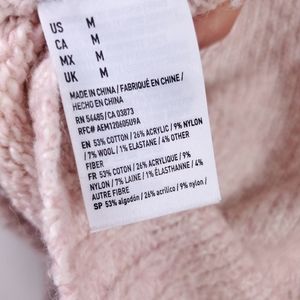 US M
CA M
MX M
UK M
MADE IN CHINA / FABRIQUÉ EN CHINE /
HECHO EN CHINA
RN 54485 / CA 03873
RFC# AEM120605U9A
EN 53% COTTON / 26% ACRYLIC / 9% NYLON
/ 7% WOOL / 1% ELASTANE / 4% OTHER
FIBER
FR 53% COTON / 26% ACRYLIQUE / 9%
NYLON / 7% LAINE / 1% ÉLASTHANNE / 4%
AUTRE FIBRE
SP 53% algodón / 26% acrílico / 9% nylon /